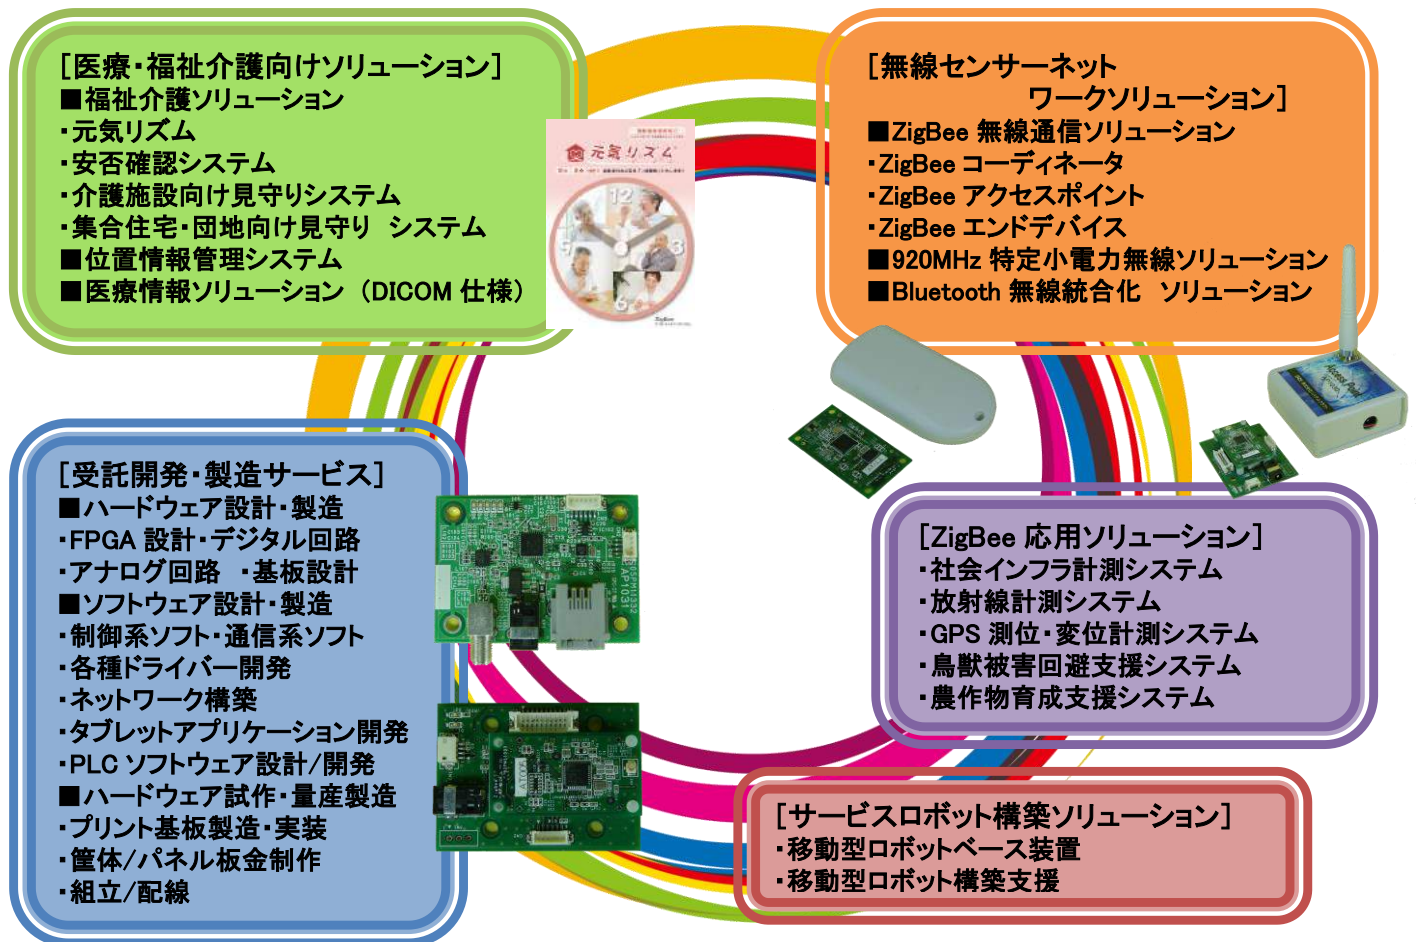 [医療・福祉介護向けソリューション]
■福祉介護ソリューション
・元気リズム
・安否確認システム
・介護施設向け見守りシステム
・集合住宅・団地向け見守り　システム
■位置情報管理システム
■医療情報ソリューション（DICOM 仕様）
元気リズム
12
3
6
[無線センサーネット
ワークソリューション]
■ZigBee 無線通信ソリューション
・ZigBee コーディネータ
・ZigBee アクセスポイント
・ZigBee エンドデバイス
■920MHz 特定小電力無線ソリューション
■Bluetooth 無線統合化　ソリューション
Access Point
[受託開発・製造サービス]
■ハードウェア設計・製造
・FPGA 設計・デジタル回路
・アナログ回路　・基板設計
■ソフトウェア設計・製造
・制御系ソフト・通信系ソフト
・各種ドライバー開発
・ネットワーク構築
・タブレットアプリケーション開発
・PLC ソフトウェア設計/開発
■ハードウェア試作・量産製造
・プリント基板製造・実装
・筐体/パネル板金制作
・組立/配線
AP1031
[ZigBee 応用ソリューション]
・社会インフラ計測システム
・放射線計測システム
・GPS 測位・変位計測システム
・鳥獣被害回避支援システム
・農作物育成支援システム
[サービスロボット構築ソリューション]
・移動型ロボットベース装置
・移動型ロボット構築支援